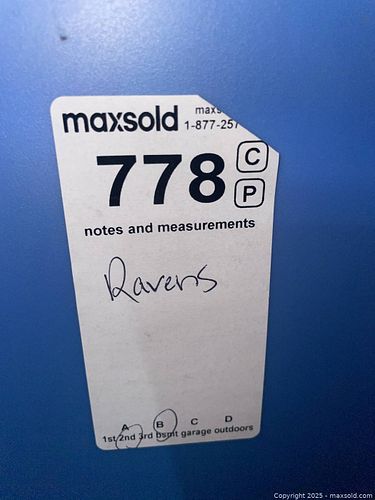 maxsold maxs
1-877-257
778 C
P
notes and measurements
Ravens
A B C D
1st 2nd 3rd bsmt garage outdoors
Copyright 2025 - maxsold.com